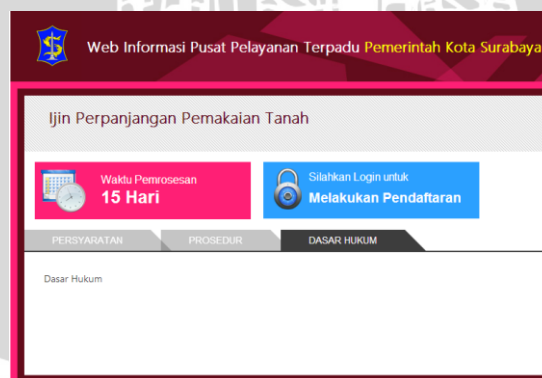 Web Informasi Pusat Pelayanan Terpadu Pemerintah Kota Surabaya
Ijin Perpanjangan Pemakaian Tanah
Waktu Pemrosesan
15 Hari
Silahkan Login untuk
Melakukan Pendaftaran
PERSYARATAN
PROSEDUR
DASAR HUKUM
Dasar Hukum